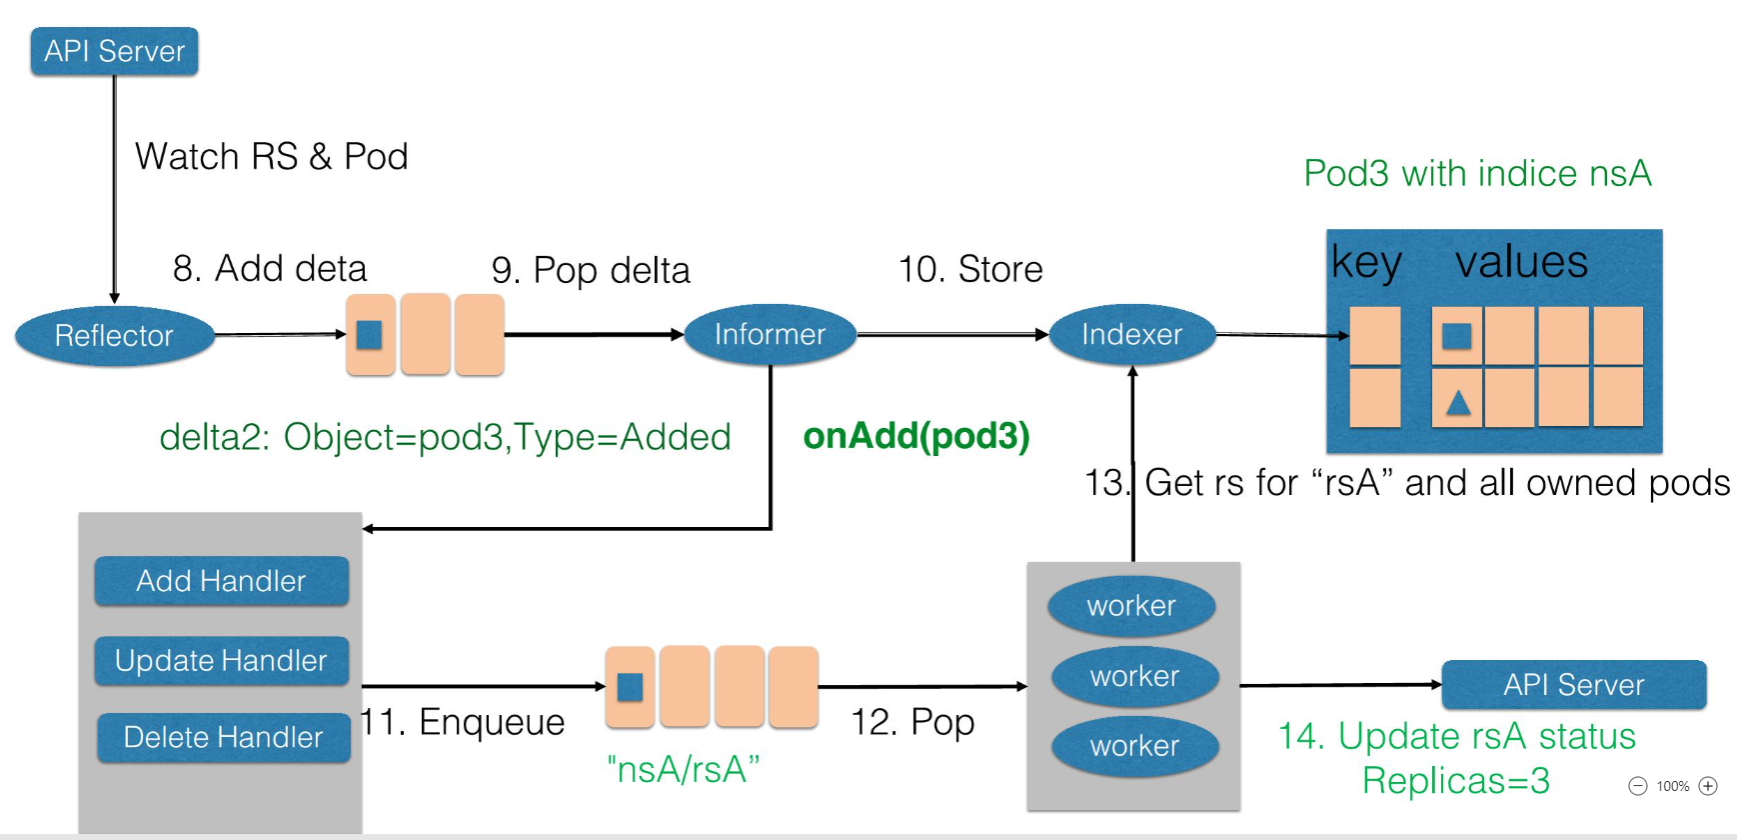 API Server
Watch RS & Pod
Pod3 with indice nsA
key values
8. Add deta
9. Pop delta
10. Store
Reflector
Informer
Indexer
delta2: Object=pod3,Type=Added
onAdd(pod3)
13. Get rs for “rsA” and all owned pods
Add Handler
Update Handler
Delete Handler
11. Enqueue
"nsA/rsA”
12. Pop
worker
worker
worker
API Server
14. Update rsA status
Replicas=3
100%